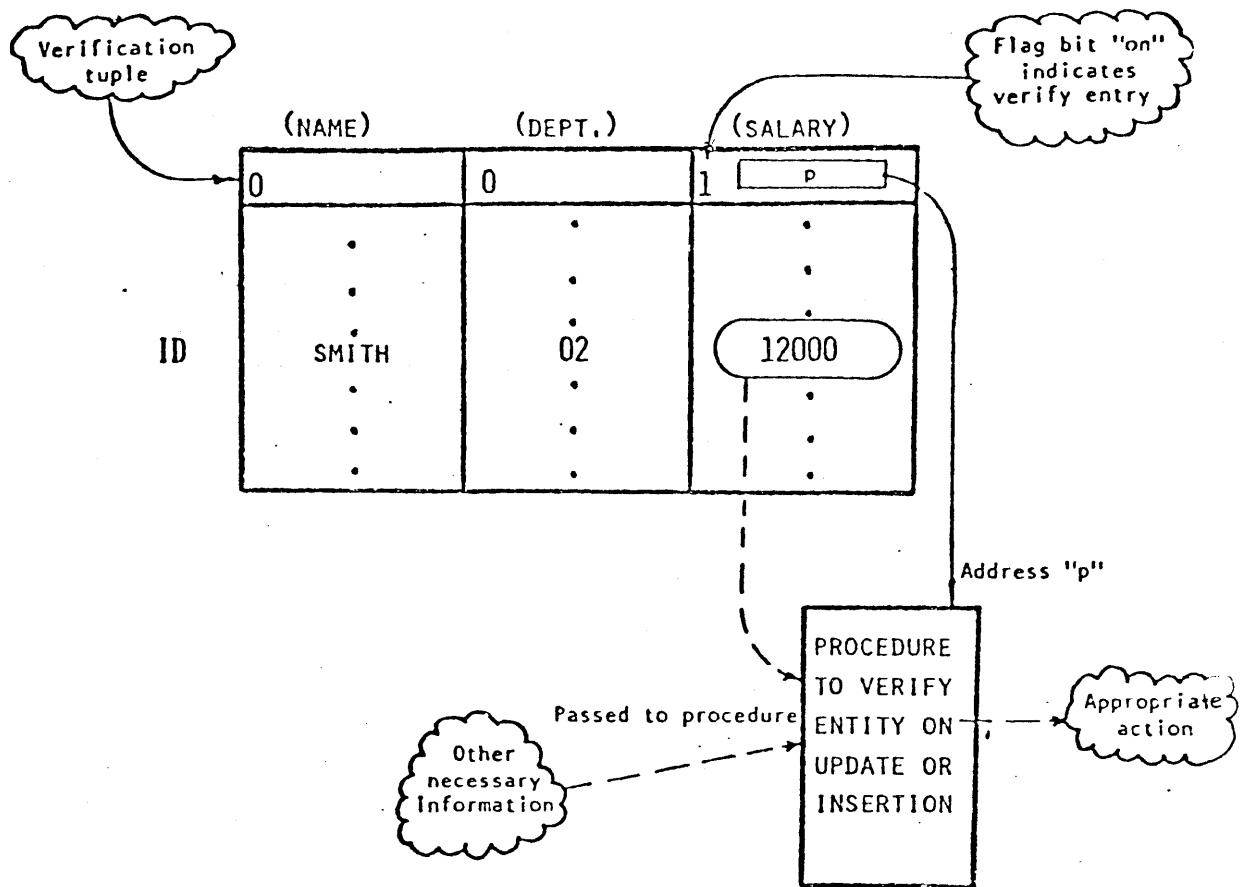 Verification
tuple
Flag bit "on"
indicates
verify entry
(NAME) (DEPT.) (SALARY)
0 0 1 p
ID SMITH 02 12000
Address "p"
PROCEDURE
TO VERIFY
ENTITY ON
UPDATE OR
INSERTION
Passed to procedure
Other
necessary
Information
Appropriate
action